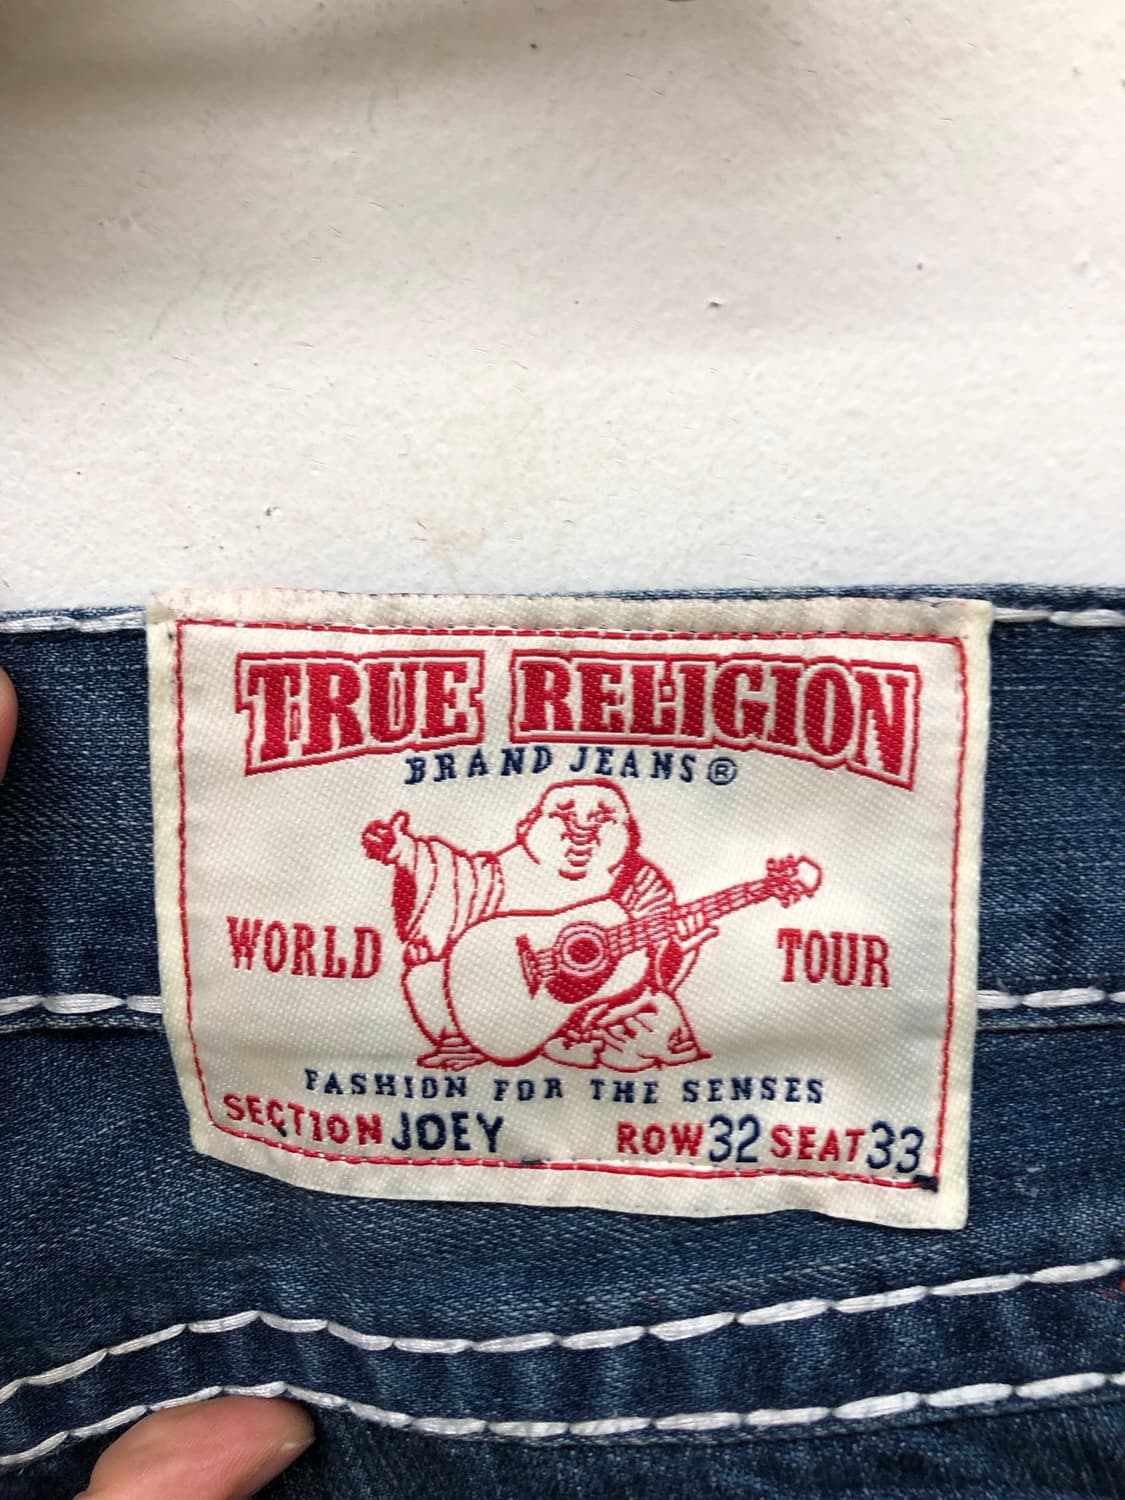 TRUE RELIGION
BRAND JEANS®
WORLD TOUR
FASHION FOR THE SENSES
SECTION JOEY ROW 32 SEAT 33